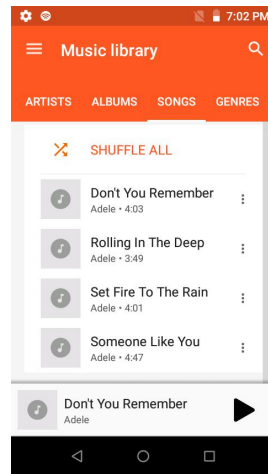 7:02 PM
Music library
ARTISTS ALBUMS SONGS GENRES
SHUFFLE ALL
Don't You Remember
Adele • 4:03
Rolling In The Deep
Adele • 3:49
Set Fire To The Rain
Adele • 4:01
Someone Like You
Adele • 4:47
Don't You Remember
Adele